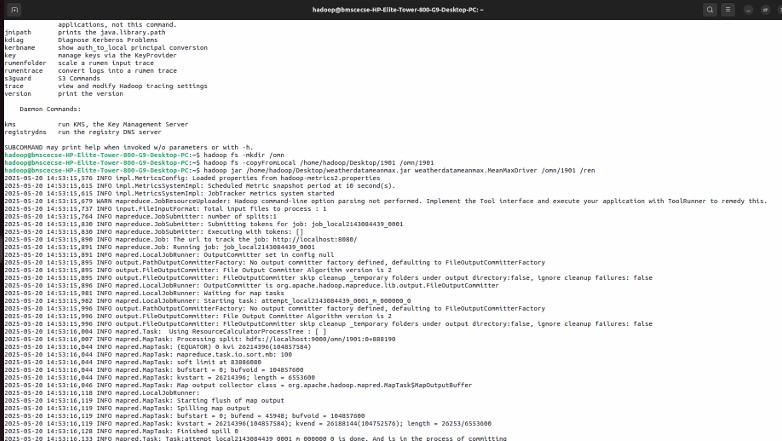 hadoop@bmscecse-HP-Elite-Tower-800-G9-Desktop-PC: ~
applications, not this command.
jnipath prints the java.library.path
kdiag Diagnose Kerberos Problems
kerbname show auth_to_local principal conversion
key manage keys via the KeyProvider
rumenfolder scale a rumen input trace
rumentrace convert logs into a rumen trace
s3guard S3 Commands
trace view and modify Hadoop tracing settings
version print the version
Daemon Commands:
kms run KMS, the Key Management Server
registrydns run the registry DNS server
SUBCOMMAND may print help when invoked w/o parameters or with -h.
hadoop@bmscecse-HP-Elite-Tower-800-G9-Desktop-PC:~$ hadoop fs -mkdir /omn
hadoop@bmscecse-HP-Elite-Tower-800-G9-Desktop-PC:~$ hadoop fs -copyFromLocal /home/hadoop/Desktop/1901 /omn/1901
hadoop@bmscecse-HP-Elite-Tower-800-G9-Desktop-PC:~$ hadoop jar /home/hadoop/Desktop/weatherdatameanmax.jar weatherdatameanmax.MeanMaxDriver /omn/1901 /ren
2025-05-20 14:53:15,576 INFO impl.MetricsConfig: Loaded properties from hadoop-metrics2.properties
2025-05-20 14:53:15,615 INFO impl.MetricsSystemImpl: Scheduled Metric snapshot period at 10 second(s).
2025-05-20 14:53:15,615 INFO impl.MetricsSystemImpl: JobTracker metrics system started
2025-05-20 14:53:15,679 WARN mapreduce.JobResourceUploader: Hadoop command-line option parsing not performed. Implement the Tool interface and execute your application with ToolRunner to remedy this.
2025-05-20 14:53:15,737 INFO input.FileInputFormat: Total input files to process : 1
2025-05-20 14:53:15,764 INFO mapreduce.JobSubmitter: number of splits:1
2025-05-20 14:53:15,830 INFO mapreduce.JobSubmitter: Submitting tokens for job: job_local2143084439_0001
2025-05-20 14:53:15,830 INFO mapreduce.JobSubmitter: Executing with tokens: []
2025-05-20 14:53:15,890 INFO mapreduce.Job: The url to track the job: http://localhost:8080/
2025-05-20 14:53:15,891 INFO mapreduce.Job: Running job: job_local2143084439_0001
2025-05-20 14:53:15,891 INFO mapred.LocalJobRunner: OutputCommitter set in config null
2025-05-20 14:53:15,895 INFO output.PathOutputCommitterFactory: No output committer factory defined, defaulting to FileOutputCommitterFactory
2025-05-20 14:53:15,895 INFO output.FileOutputCommitter: File Output Committer Algorithm version is 2
2025-05-20 14:53:15,895 INFO output.FileOutputCommitter: FileOutputCommitter skip cleanup _temporary folders under output directory:false, ignore cleanup failures: false
2025-05-20 14:53:15,896 INFO mapred.LocalJobRunner: OutputCommitter is org.apache.hadoop.mapreduce.lib.output.FileOutputCommitter
2025-05-20 14:53:15,981 INFO mapred.LocalJobRunner: Waiting for map tasks
2025-05-20 14:53:15,982 INFO mapred.LocalJobRunner: Starting task: attempt_local2143084439_0001_m_000000_0
2025-05-20 14:53:15,996 INFO output.PathOutputCommitterFactory: No output committer factory defined, defaulting to FileOutputCommitterFactory
2025-05-20 14:53:15,996 INFO output.FileOutputCommitter: File Output Committer Algorithm version is 2
2025-05-20 14:53:15,996 INFO output.FileOutputCommitter: FileOutputCommitter skip cleanup _temporary folders under output directory:false, ignore cleanup failures: false
2025-05-20 14:53:16,004 INFO mapred.Task: Using ResourceCalculatorProcessTree : [ ]
2025-05-20 14:53:16,007 INFO mapred.MapTask: Processing split: hdfs://localhost:9000/omn/1901:0+888190
2025-05-20 14:53:16,044 INFO mapred.MapTask: (EQUATOR) 0 kvi 26214396(104857584)
2025-05-20 14:53:16,044 INFO mapred.MapTask: mapreduce.task.io.sort.mb: 100
2025-05-20 14:53:16,044 INFO mapred.MapTask: soft limit at 83886080
2025-05-20 14:53:16,044 INFO mapred.MapTask: bufstart = 0; bufvoid = 104857600
2025-05-20 14:53:16,044 INFO mapred.MapTask: kvstart = 26214396; length = 6553600
2025-05-20 14:53:16,046 INFO mapred.MapTask: Map output collector class = org.apache.hadoop.mapred.MapTask$MapOutputBuffer
2025-05-20 14:53:16,118 INFO mapred.LocalJobRunner:
2025-05-20 14:53:16,119 INFO mapred.MapTask: Starting flush of map output
2025-05-20 14:53:16,119 INFO mapred.MapTask: Spilling map output
2025-05-20 14:53:16,119 INFO mapred.MapTask: bufstart = 0; bufend = 45948; bufvoid = 104857600
2025-05-20 14:53:16,119 INFO mapred.MapTask: kvstart = 26214396(104857584); kvend = 26188144(104752576); length = 26253/6553600
2025-05-20 14:53:16,128 INFO mapred.MapTask: Finished spill 0
2025-05-20 14:53:16,133 INFO mapred.Task: Task:attempt_local2143084439_0001_m_000000_0 is done. And is in the process of committing